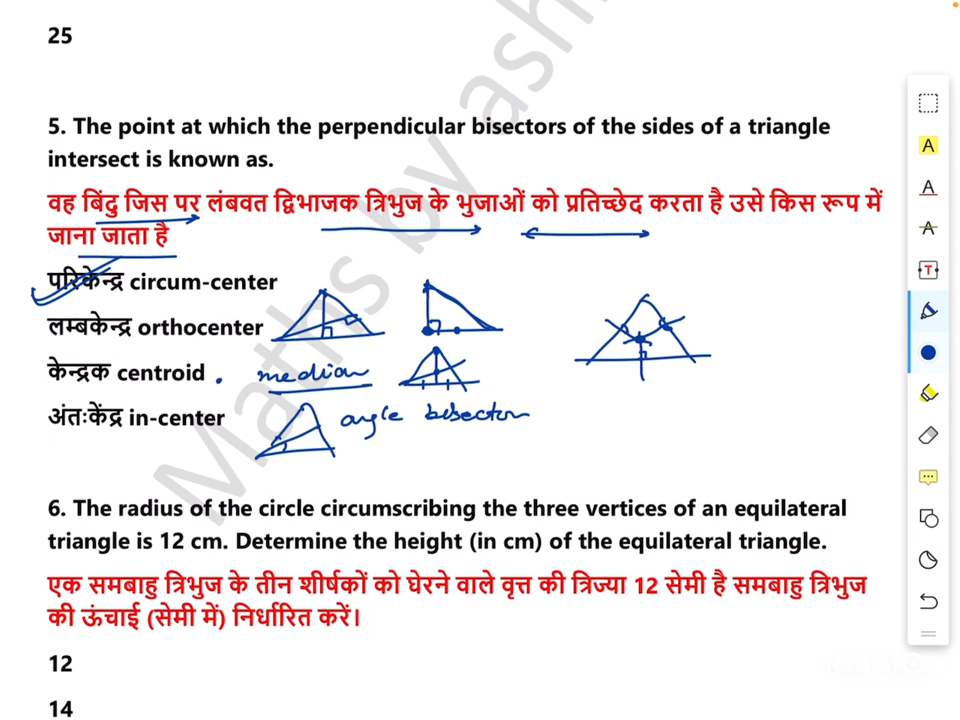 25
5. The point at which the perpendicular bisectors of the sides of a triangle
intersect is known as.
वह बिंदु जिस पर लंबवत द्विभाजक त्रिभुज के भुजाओं को प्रतिच्छेद करता है उसे किस रूप में
जाना जाता है
परिकेन्द्र circum-center
लम्बकेन्द्र orthocenter
केन्द्रक centroid . median
अंतःकेंद्र in-center angle bisector
6. The radius of the circle circumscribing the three vertices of an equilateral
triangle is 12 cm. Determine the height (in cm) of the equilateral triangle.
एक समबाहु त्रिभुज के तीन शीर्षकों को घेरने वाले वृत्त की त्रिज्या 12 सेमी है समबाहु त्रिभुज
की ऊंचाई (सेमी में) निर्धारित करें।
12
14
Maths by ash
A
A
A
T